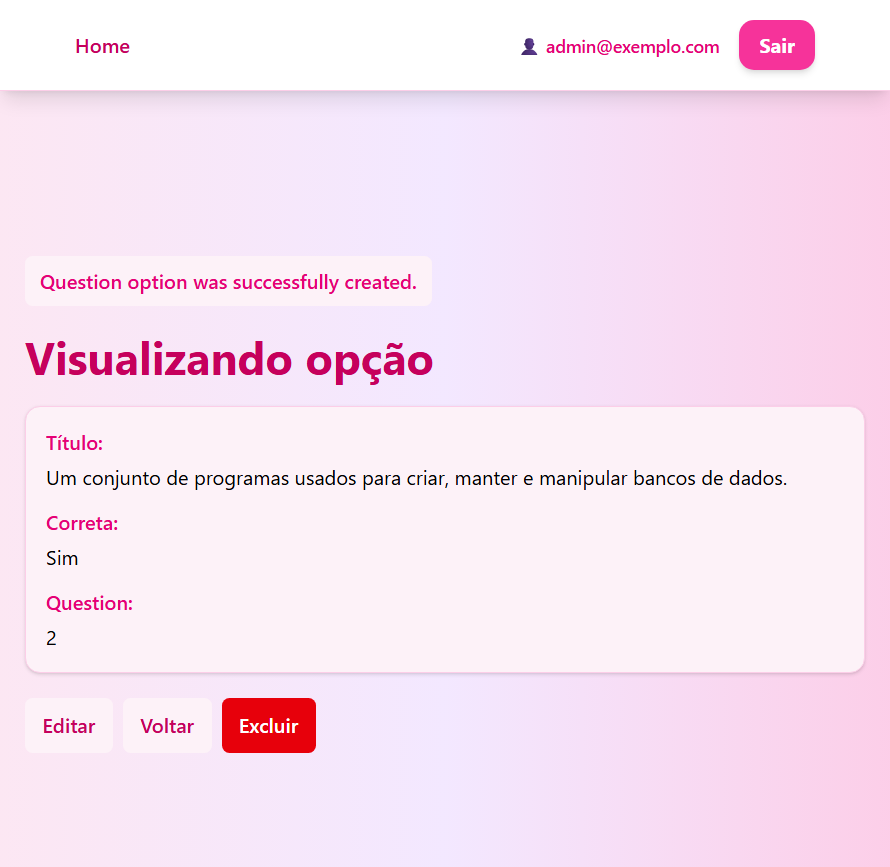 Home
admin@exemplo.com
Sair
Question option was successfully created.
Visualizando opção
Título:
Um conjunto de programas usados para criar, manter e manipular bancos de dados.
Correta:
Sim
Question:
2
Editar
Voltar
Excluir